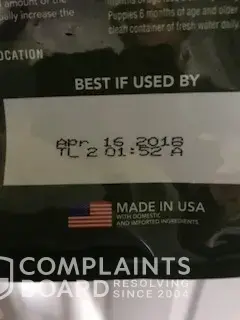 amount of the
ually increase the
Puppies 6 months of age and older
clean container of fresh water daily.
OCATION
BEST IF USED BY
Apr 16 2018
TL 2 01:52 A
MADE IN USA
WITH DOMESTIC
AND IMPORTED INGREDIENTS
COMPLAINTS
BOARD RESOLVING
SINCE 2004